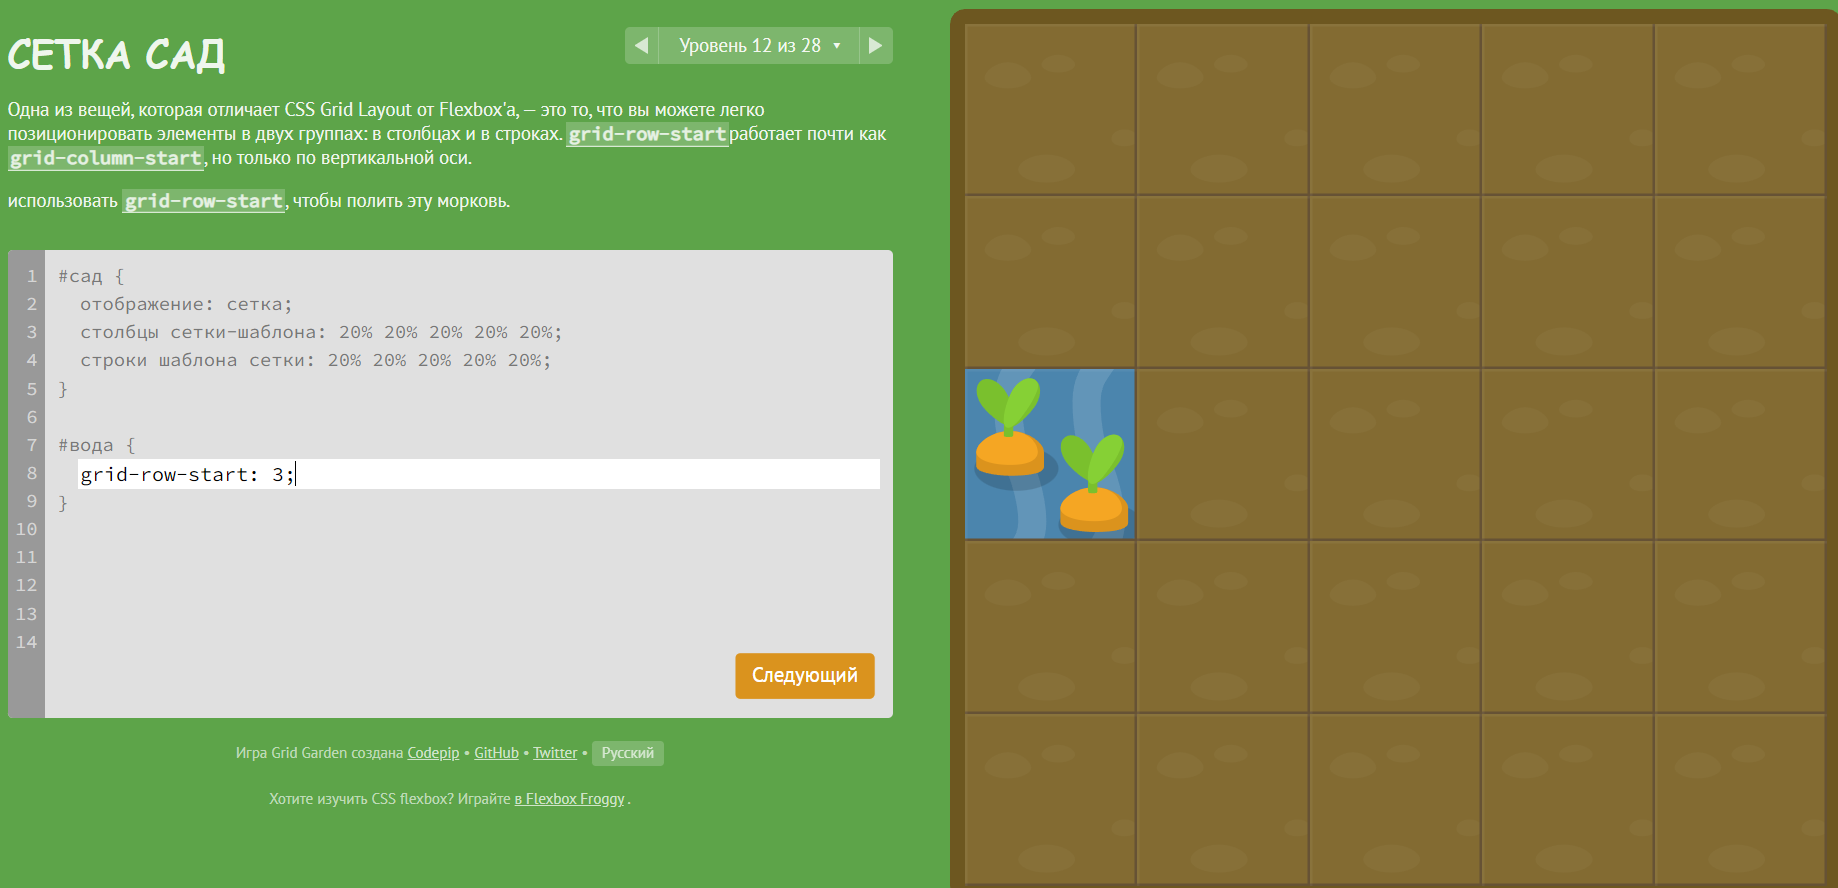 СЕТКА САД
◀ Уровень 12 из 28 ▼ ▶
Одна из вещей, которая отличает CSS Grid Layout от Flexbox'а, — это то, что вы можете легко
позиционировать элементы в двух группах: в столбцах и в строках. grid-row-start работает почти как
grid-column-start, но только по вертикальной оси.
использовать grid-row-start, чтобы полить эту морковь.
1 #сад {
2 отображение: сетка;
3 столбцы сетки-шаблона: 20% 20% 20% 20% 20%;
4 строки шаблона сетки: 20% 20% 20% 20% 20%;
5 }
6
7 #вода {
8 grid-row-start: 3;
9 }
10
11
12
13
14
Следующий
Игра Grid Garden создана Codepip • GitHub • Twitter • Русский
Хотите изучить CSS flexbox? Играйте в Flexbox Froggy .